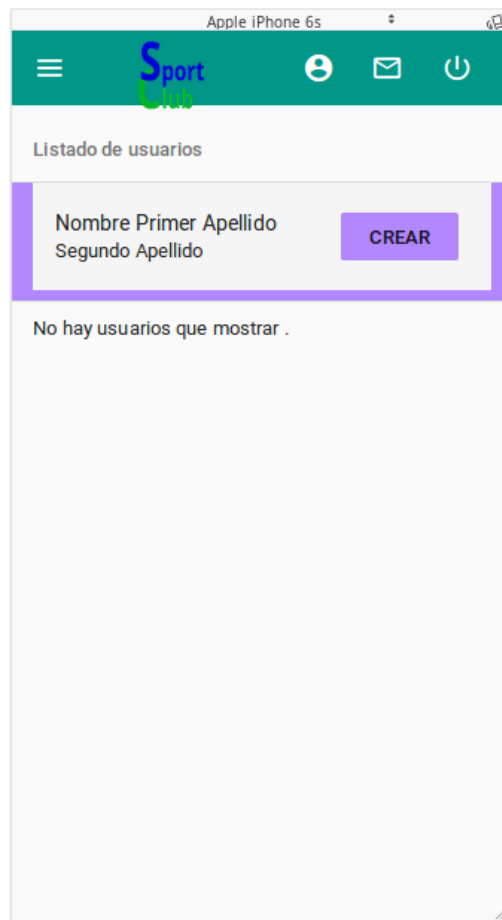 Apple iPhone 6s
Sport
Club
Listado de usuarios
Nombre Primer Apellido
Segundo Apellido
CREAR
No hay usuarios que mostrar .